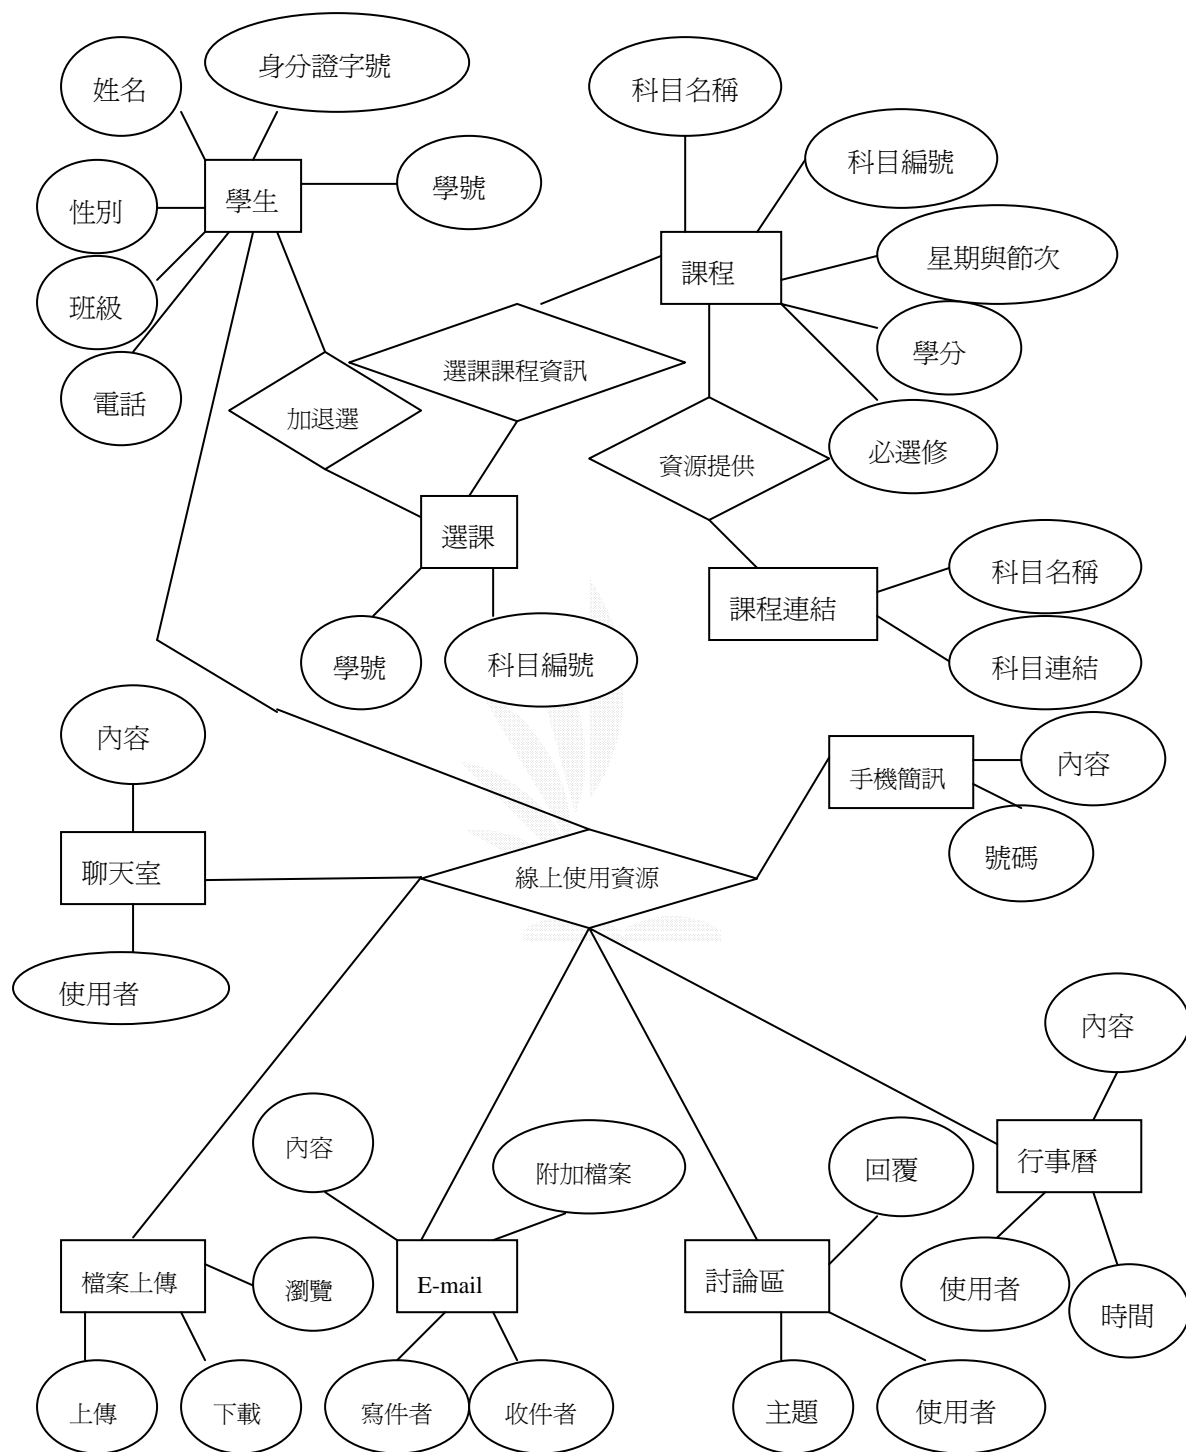 身分證字號
姓名
科目名稱
科目編號
學號
學生
性別
星期與節次
課程
班級
學分
選課課程資訊
電話
加退選
必選修
資源提供
選課
科目名稱
課程連結
學號
科目編號
科目連結
內容
手機簡訊
內容
號碼
聊天室
線上使用資源
使用者
內容
內容
附加檔案
回覆
行事曆
檔案上傳
瀏覽
E-mail
討論區
使用者
時間
上傳
下載
寫件者
收件者
主題
使用者